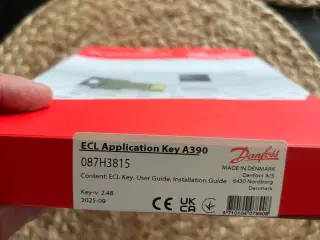 ECL Application Key A390
087H3815
Content: ECL Key, User Guide, Installation Guide
Key-v. 2.48
2025-09
Danfoss
MADE IN DENMARK
Danfoss A/S
6430 Nordborg
Denmark
CE UK CA